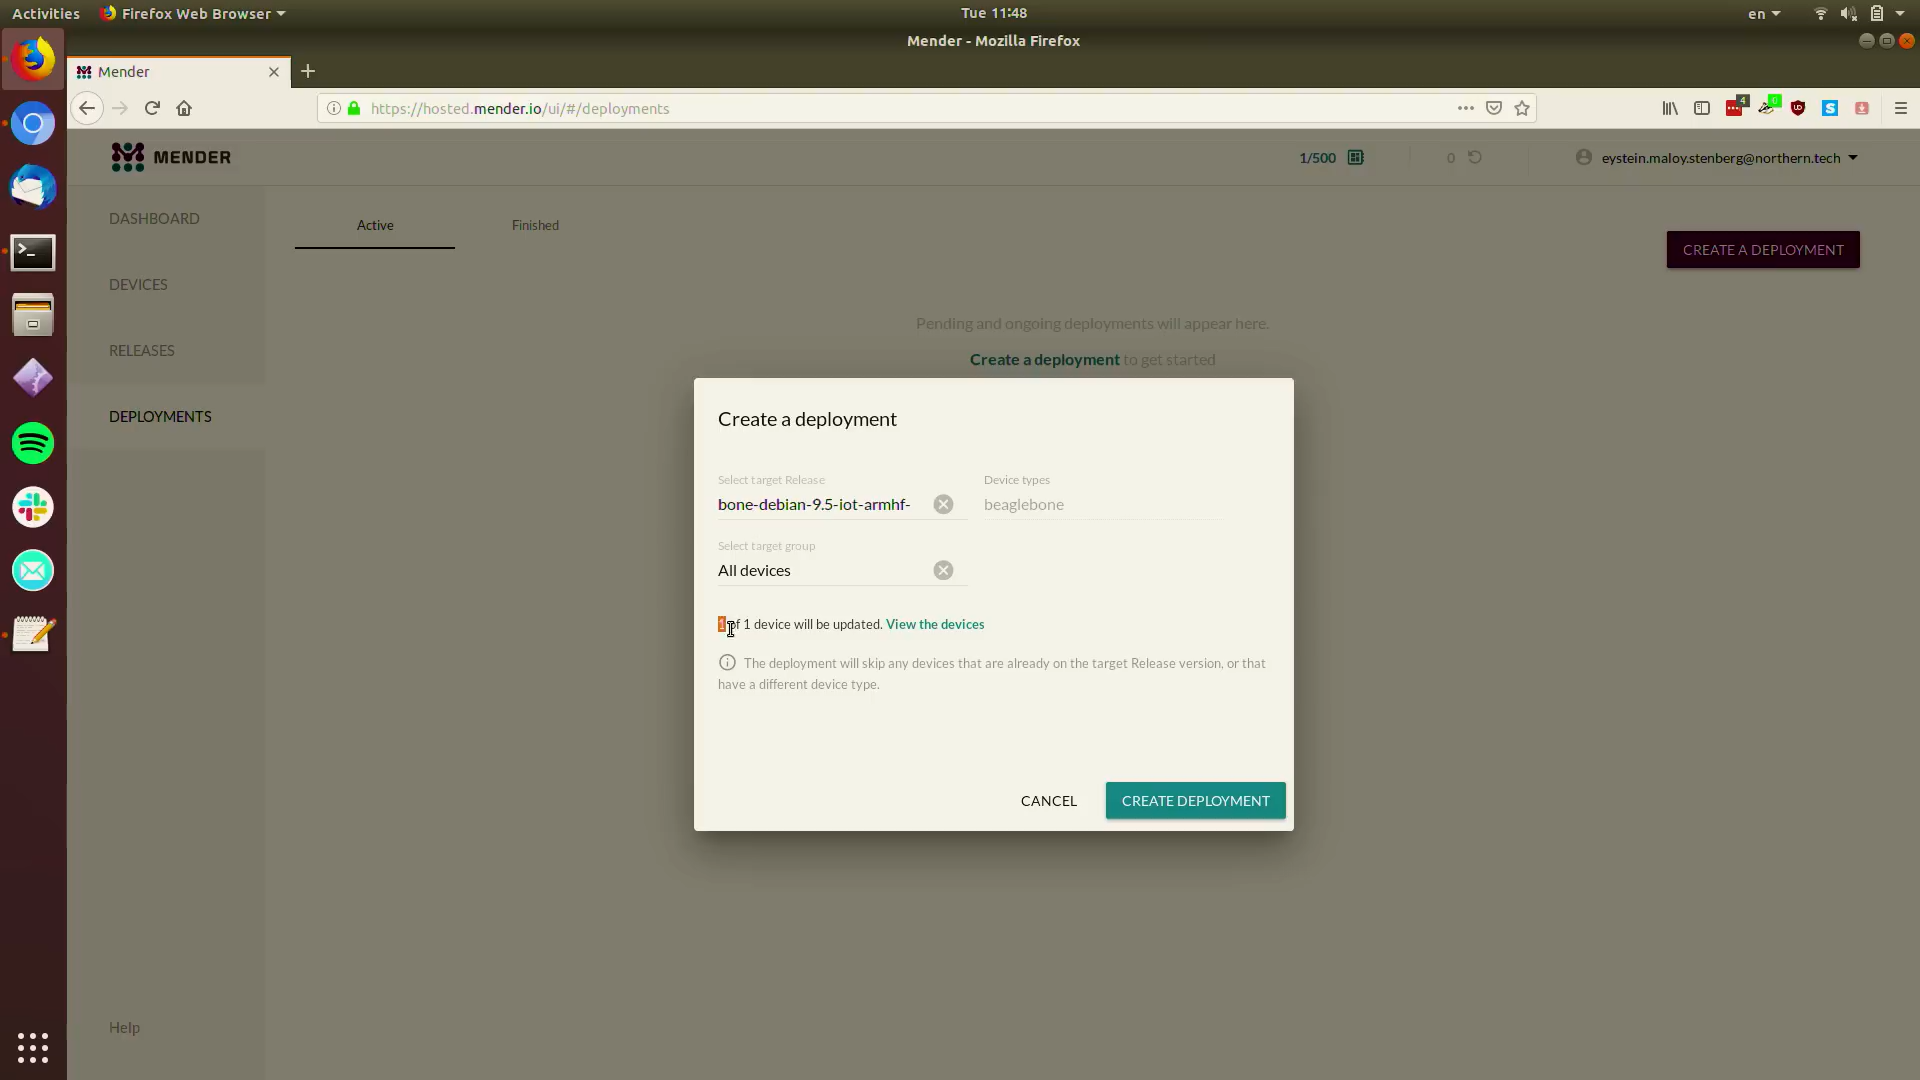 Activities
Firefox Web Browser
Tue 11:48
en
Mender - Mozilla Firefox
Mender
https://hosted.mender.io/ui/#/deployments
4
0
MENDER
1/500
0
eystein.maloy.stenberg@northern.tech
DASHBOARD
DEVICES
RELEASES
DEPLOYMENTS
Help
Active
Finished
CREATE A DEPLOYMENT
Pending and ongoing deployments will appear here.
Create a deployment to get started
Create a deployment
Select target Release
bone-debian-9.5-iot-armhf-
Device types
beaglebone
Select target group
All devices
1 of 1 device will be updated. View the devices
The deployment will skip any devices that are already on the target Release version, or that
have a different device type.
CANCEL
CREATE DEPLOYMENT